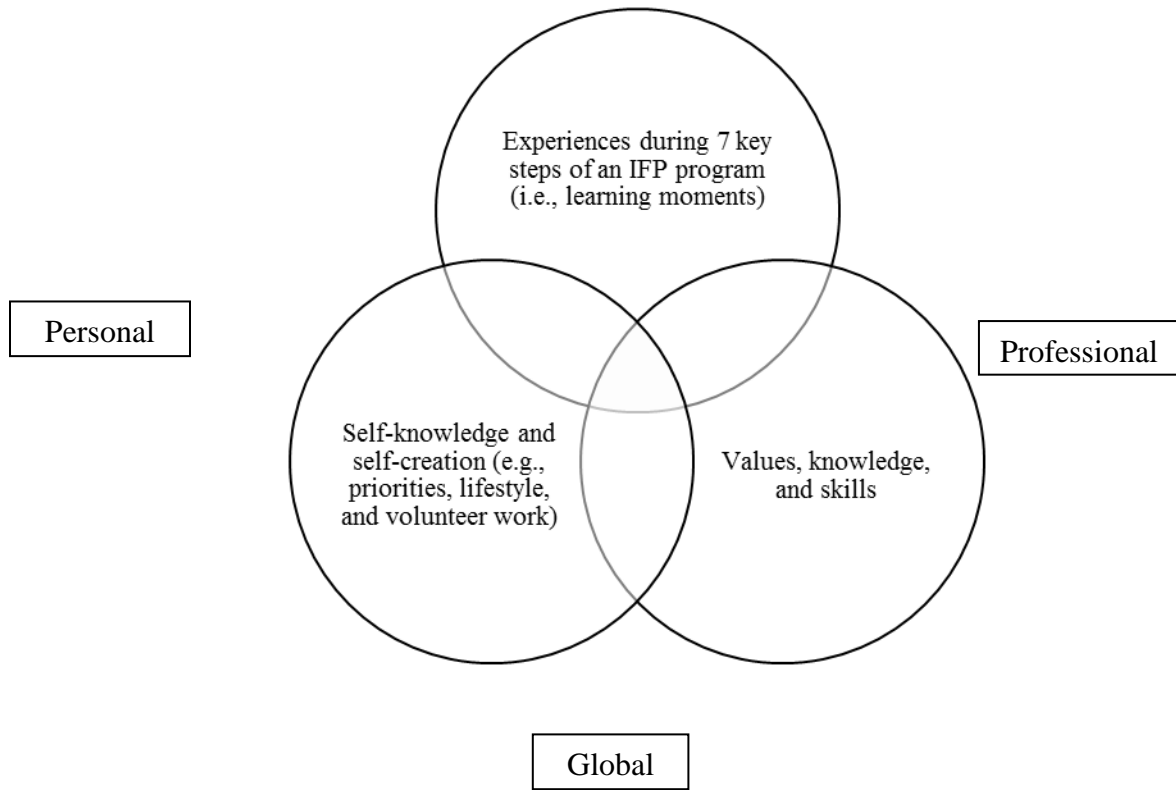 Experiences during 7 key
steps of an IFP program
(i.e., learning moments)
Personal
Professional
Self-knowledge and
self-creation (e.g.,
priorities, lifestyle,
and volunteer work)
Values, knowledge,
and skills
Global